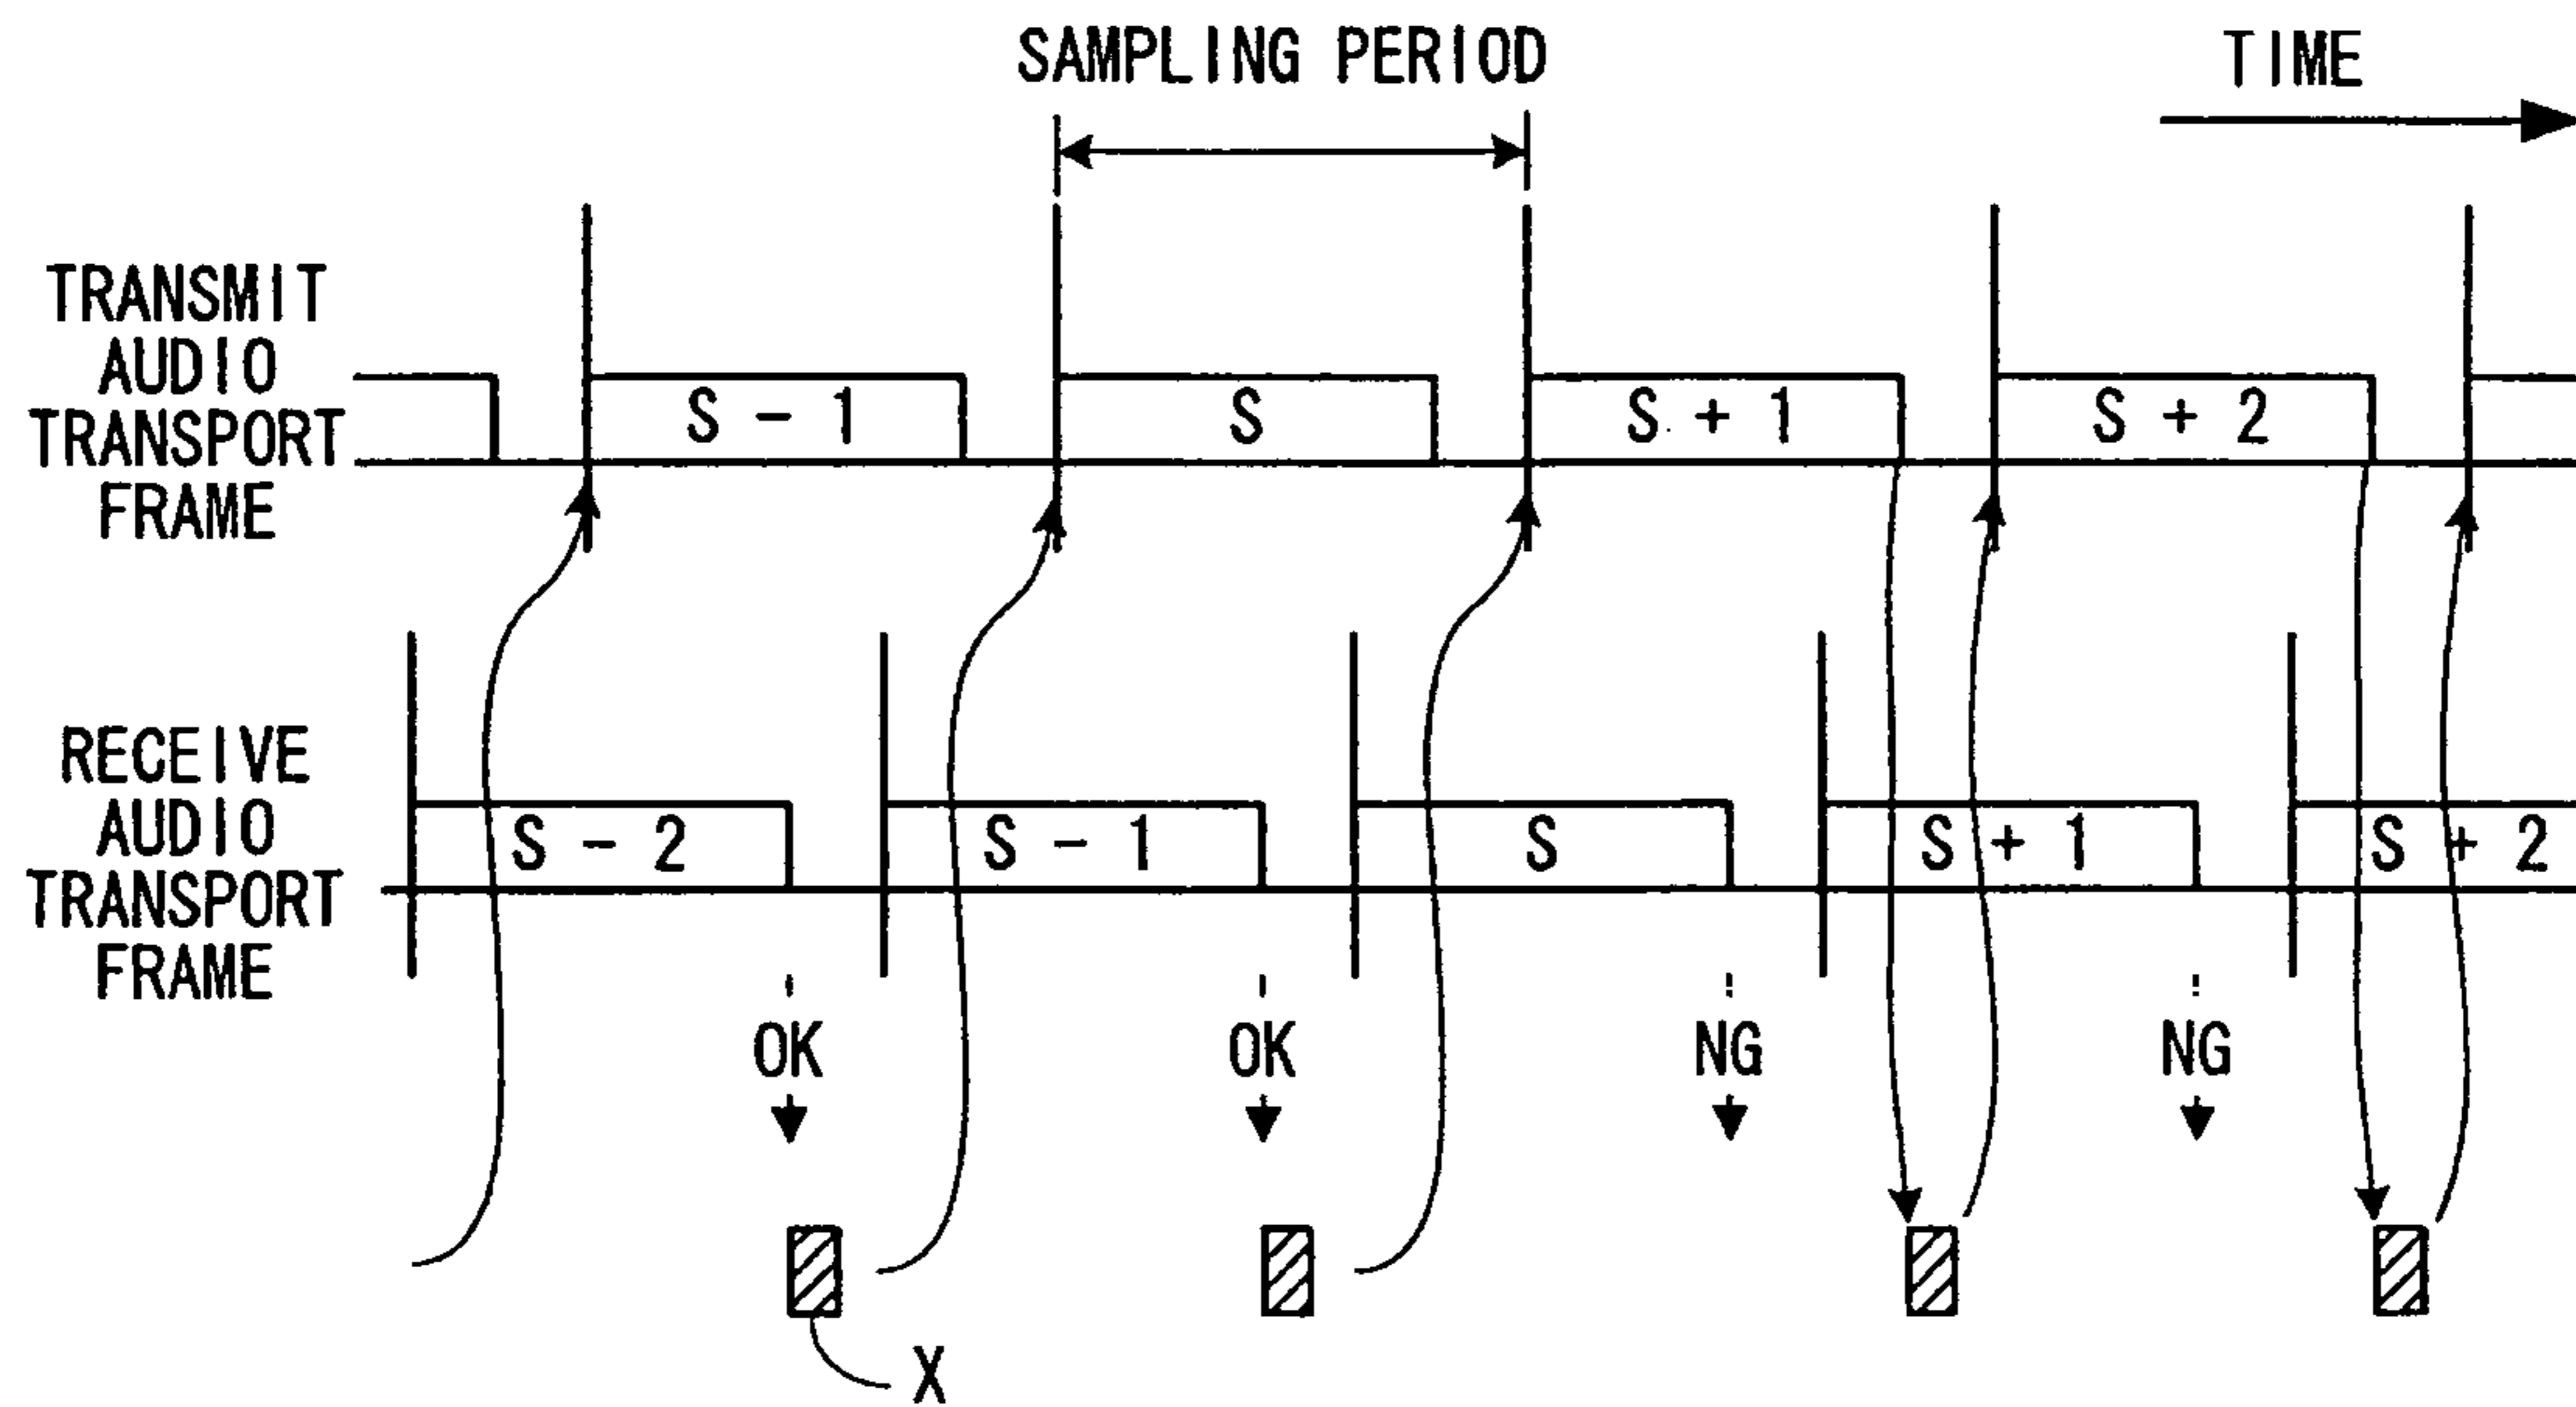 SAMPLING PERIOD
TIME
TRANSMIT
AUDIO
TRANSPORT
FRAME
S - 1
S
S + 1
S + 2
RECEIVE
AUDIO
TRANSPORT
FRAME
S - 2
S - 1
S
S + 1
S + 2
OK
OK
NG
NG
X